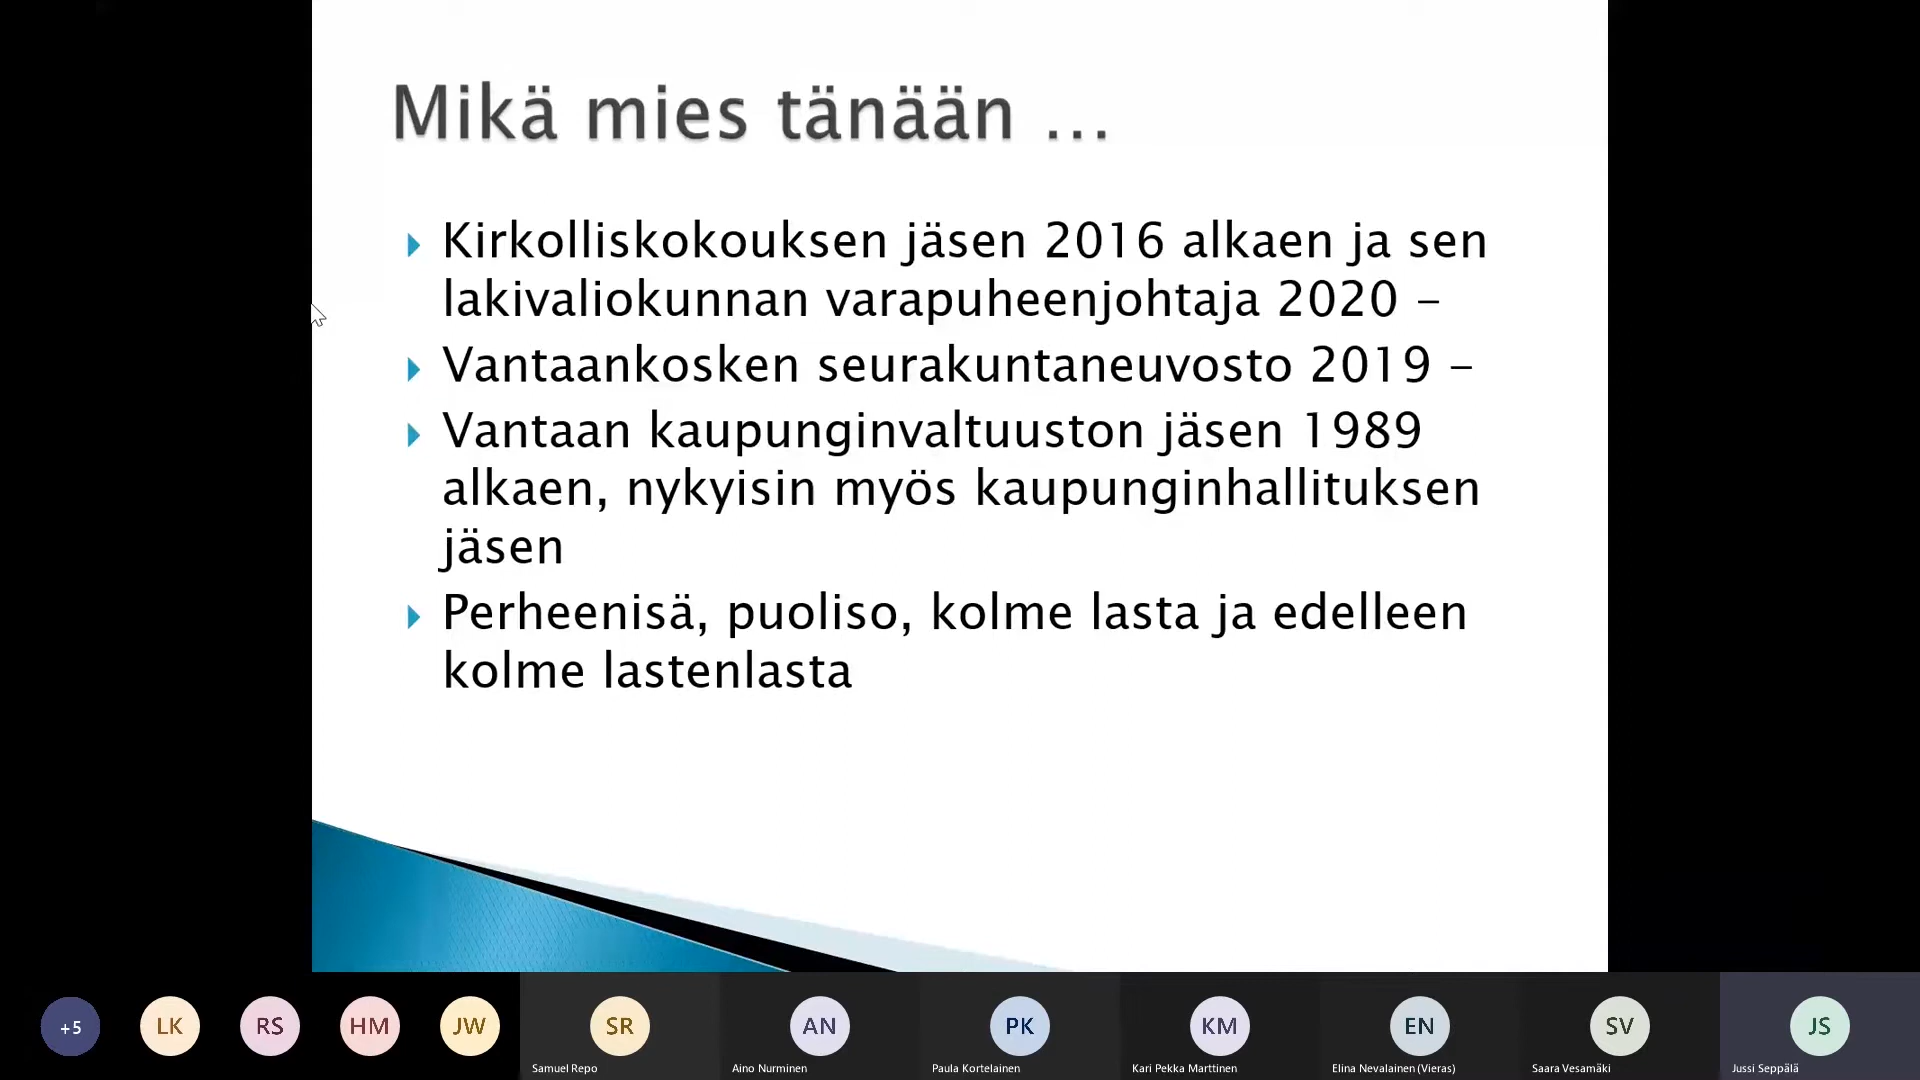 Mikä mies tänään …
Kirkolliskokouksen jäsen 2016 alkaen ja sen
lakivaliokunnan varapuheenjohtaja 2020 –
Vantaankosken seurakuntaneuvosto 2019 –
Vantaan kaupunginvaltuuston jäsen 1989
alkaen, nykyisin myös kaupunginhallituksen
jäsen
Perheenisä, puoliso, kolme lasta ja edelleen
kolme lastenlasta
+5
LK
RS
HM
JW
SR
Samuel Repo
AN
Aino Nurminen
PK
Paula Kortelainen
KM
Kari Pekka Marttinen
EN
Elina Nevalainen (Vieras)
SV
Saara Vesamäki
JS
Jussi Seppälä